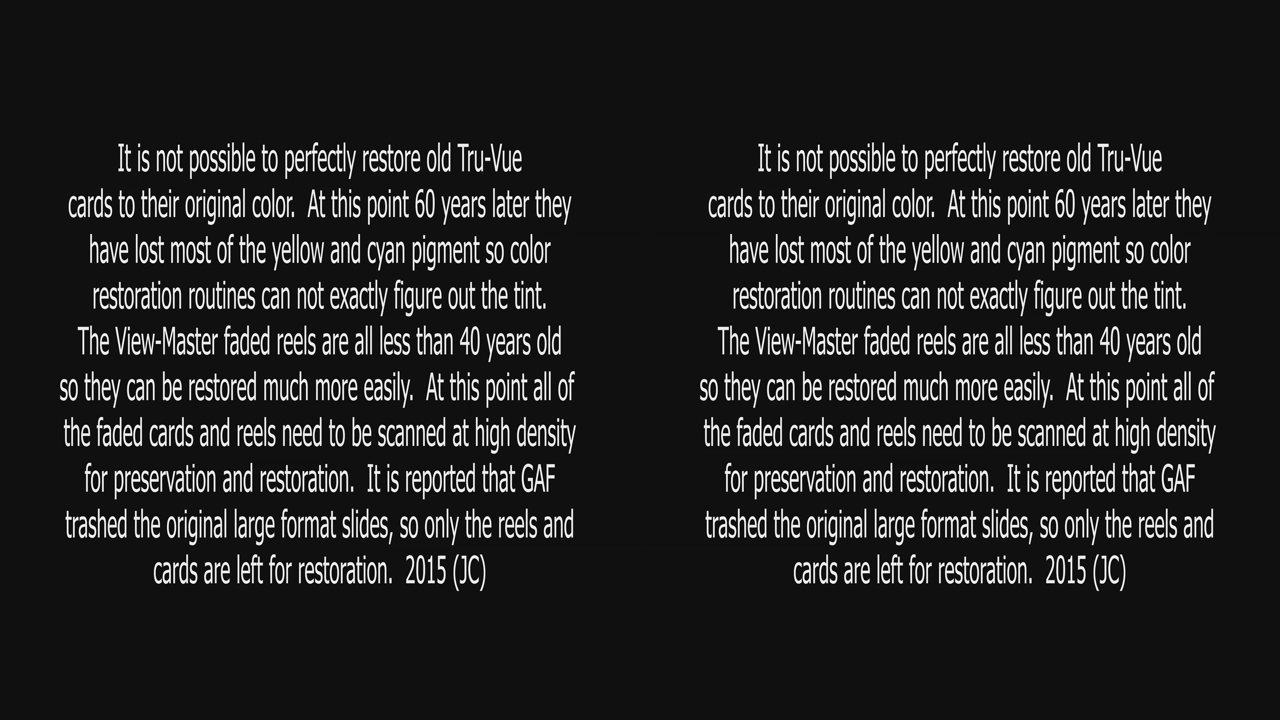 It is not possible to perfectly restore old Tru-Vue
cards to their original color.  At this point 60 years later they
have lost most of the yellow and cyan pigment so color
restoration routines can not exactly figure out the tint.
The View-Master faded reels are all less than 40 years old
so they can be restored much more easily.  At this point all of
the faded cards and reels need to be scanned at high density
for preservation and restoration.  It is reported that GAF
trashed the original large format slides, so only the reels and
cards are left for restoration.  2015 (JC)
It is not possible to perfectly restore old Tru-Vue
cards to their original color.  At this point 60 years later they
have lost most of the yellow and cyan pigment so color
restoration routines can not exactly figure out the tint.
The View-Master faded reels are all less than 40 years old
so they can be restored much more easily.  At this point all of
the faded cards and reels need to be scanned at high density
for preservation and restoration.  It is reported that GAF
trashed the original large format slides, so only the reels and
cards are left for restoration.  2015 (JC)